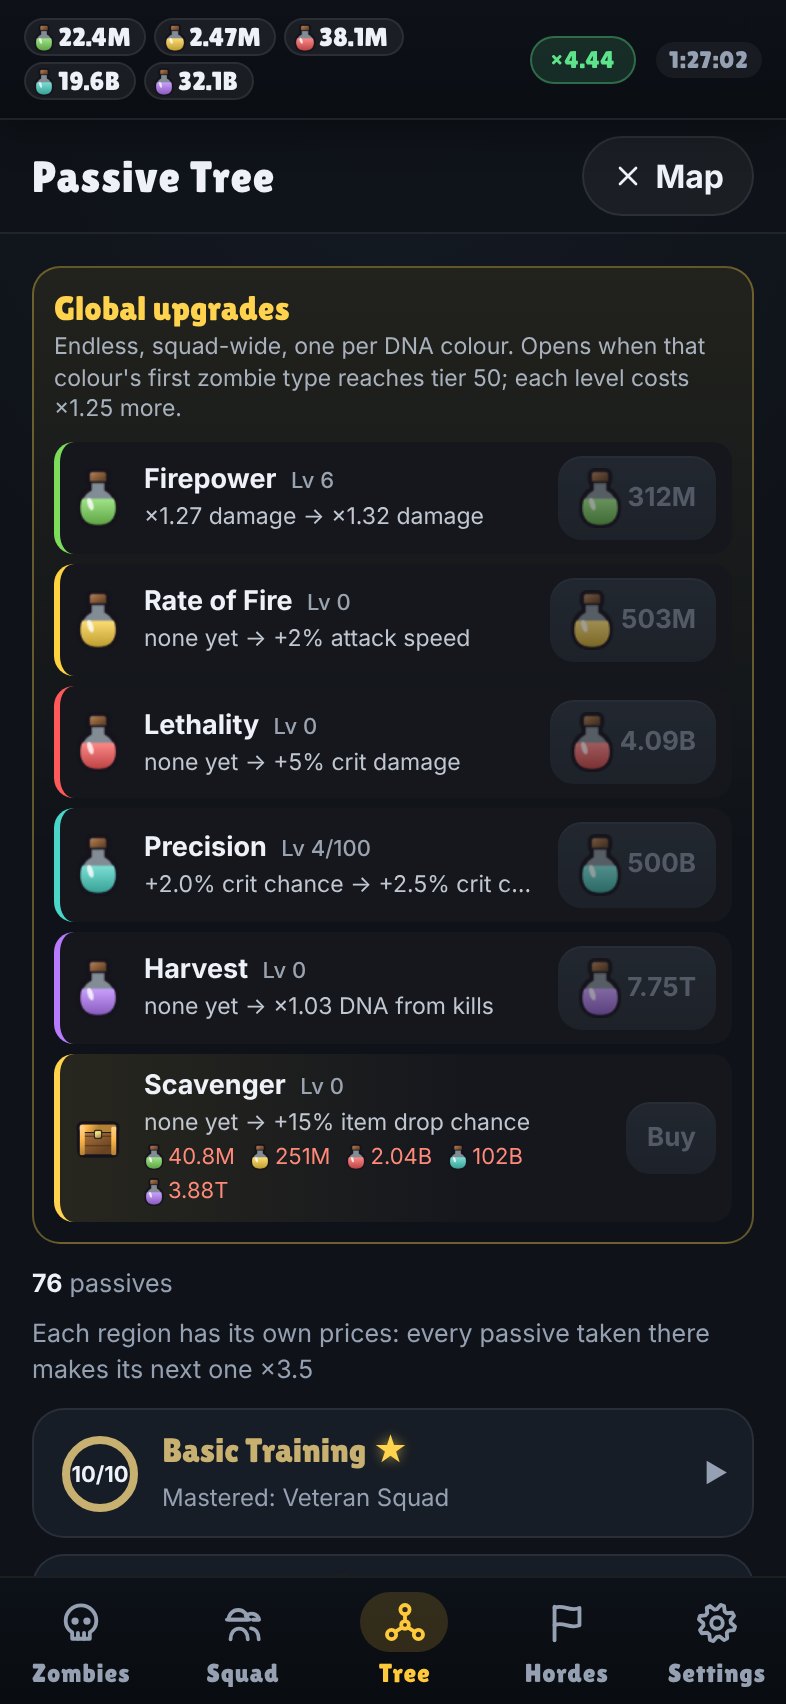 22.4M 2.47M 38.1M
19.6B 32.1B
×4.44 1:27:02
Passive Tree
Map
Global upgrades
Endless, squad-wide, one per DNA colour. Opens when that
colour's first zombie type reaches tier 50; each level costs
×1.25 more.
Firepower Lv 6
×1.27 damage → ×1.32 damage
312M
Rate of Fire Lv 0
none yet → +2% attack speed
503M
Lethality Lv 0
none yet → +5% crit damage
4.09B
Precision Lv 4/100
+2.0% crit chance → +2.5% crit c...
500B
Harvest Lv 0
none yet → ×1.03 DNA from kills
7.75T
Scavenger Lv 0
none yet → +15% item drop chance
40.8M 251M 2.04B 102B
3.88T
Buy
76 passives
Each region has its own prices: every passive taken there
makes its next one ×3.5
10/10
Basic Training
Mastered: Veteran Squad
Zombies Squad Tree Hordes Settings